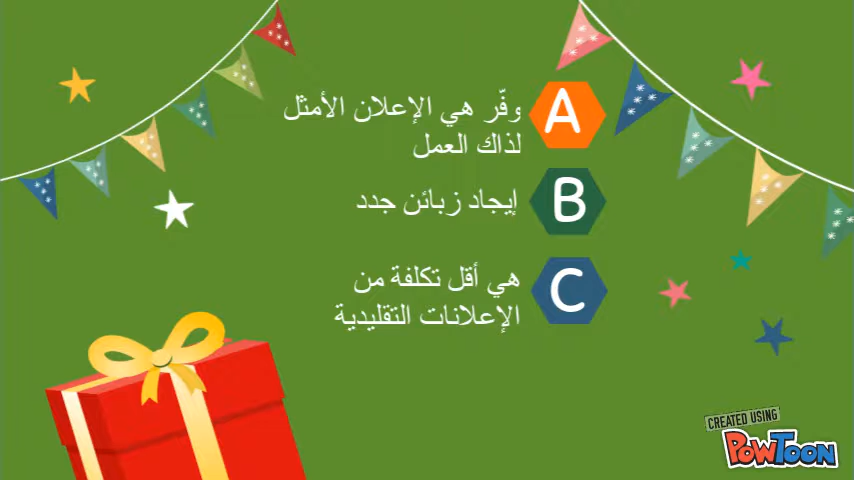 A
وفّر هي الإعلان الأمثل
لذاك العمل
B
إيجاد زبائن جدد
C
هي أقل تكلفة من
الإعلانات التقليدية
CREATED USING
PowToon